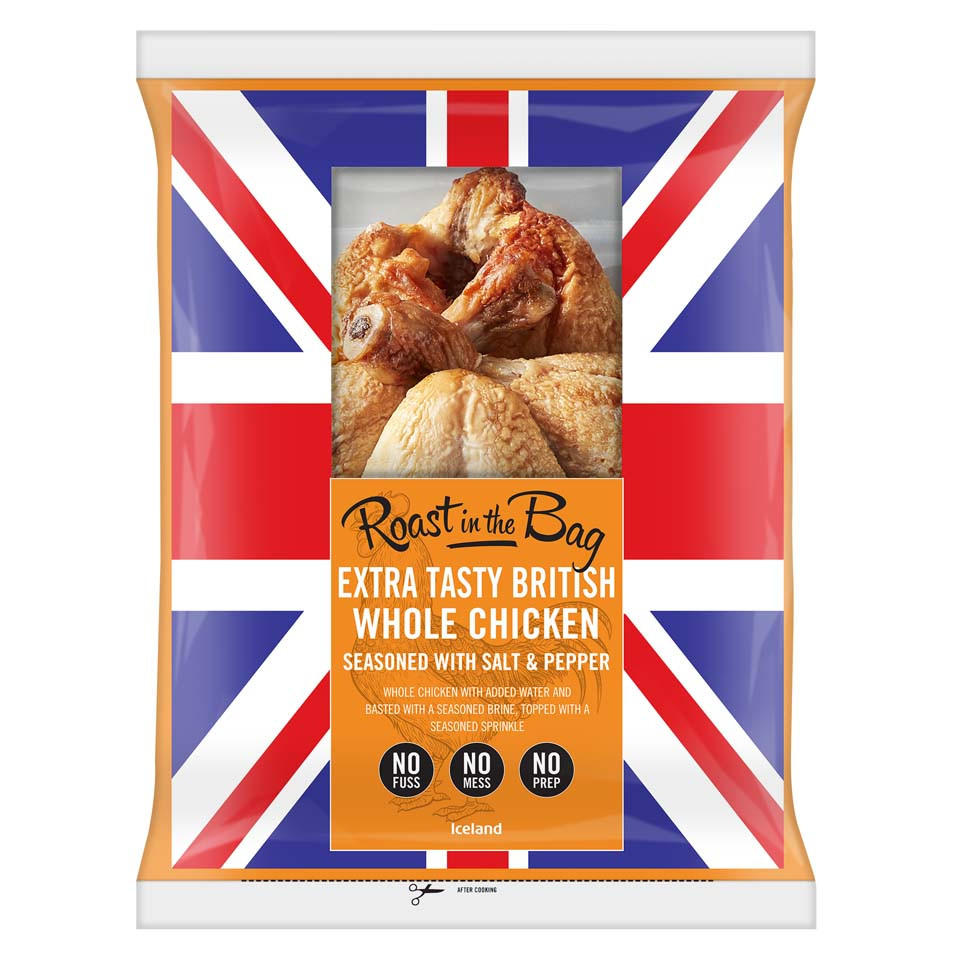 Roast in the Bag
EXTRA TASTY BRITISH
WHOLE CHICKEN
SEASONED WITH SALT & PEPPER
WHOLE CHICKEN WITH ADDED WATER AND
BASTED WITH A SEASONED BRINE, TOPPED WITH A
SEASONED SPRINKLE
NO FUSS
NO MESS
NO PREP
Iceland
AFTER COOKING